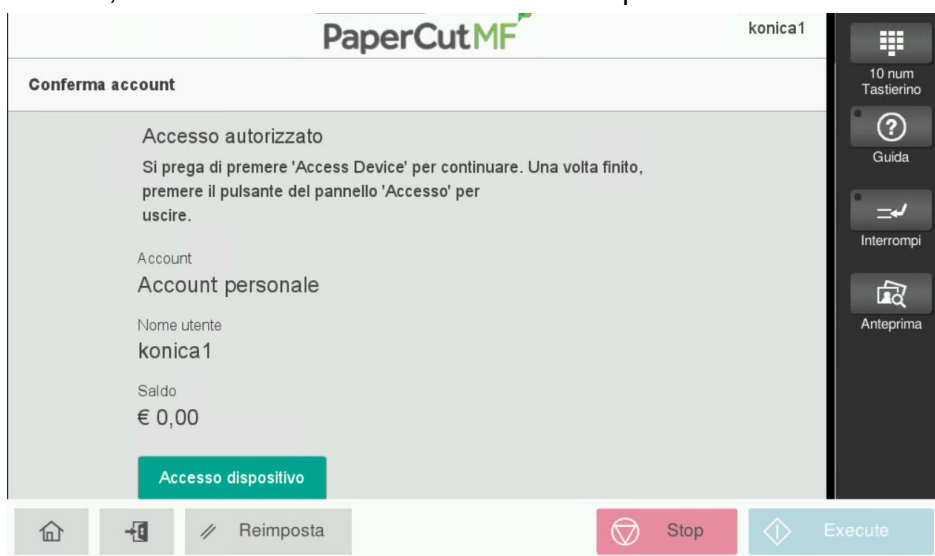 PaperCutMF
konica1
Conferma account
Accesso autorizzato
Si prega di premere 'Access Device' per continuare. Una volta finito,
premere il pulsante del pannello 'Accesso' per
uscire.
Account
Account personale
Nome utente
konica1
Saldo
€ 0,00
Accesso dispositivo
10 num
Tastierino
Guida
Interrompi
Anteprima
Reimposta
Stop
Execute